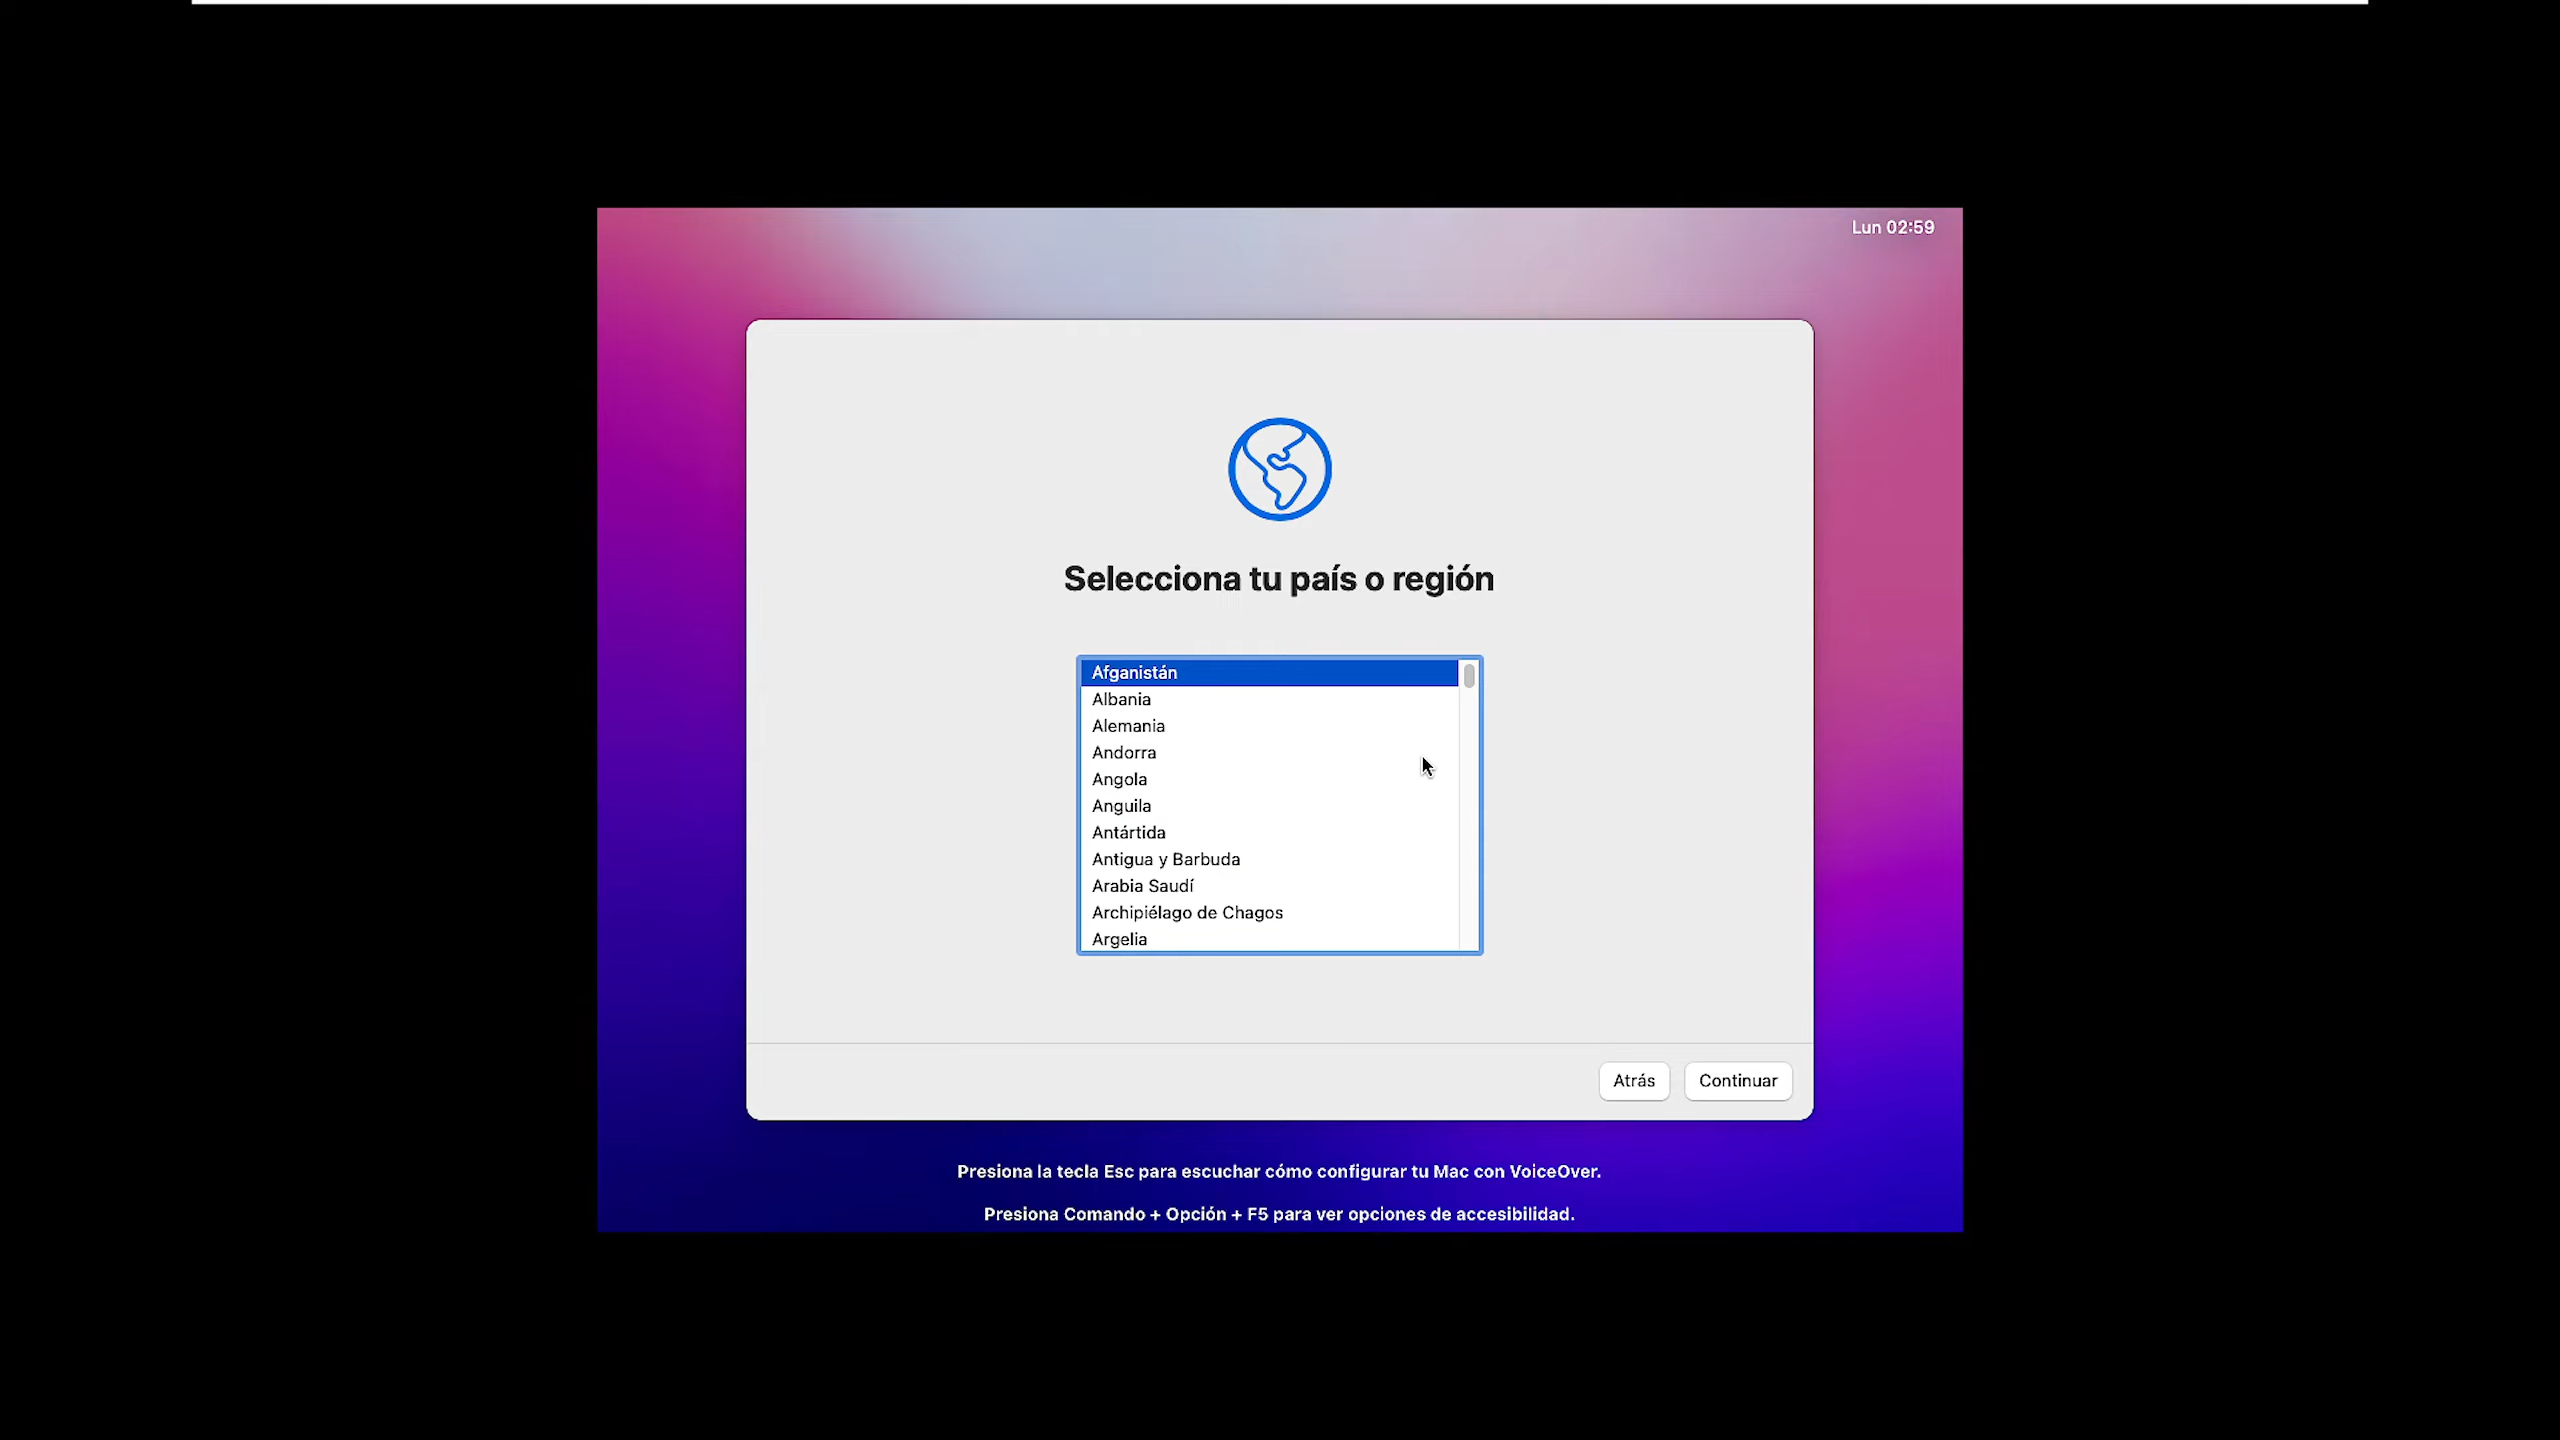 Lun 02:59
Selecciona tu país o región
Afganistán
Albania
Alemania
Andorra
Angola
Anguila
Antártida
Antigua y Barbuda
Arabia Saudí
Archipiélago de Chagos
Argelia
Atrás
Continuar
Presiona la tecla Esc para escuchar cómo configurar tu Mac con VoiceOver.
Presiona Comando + Opción + F5 para ver opciones de accesibilidad.